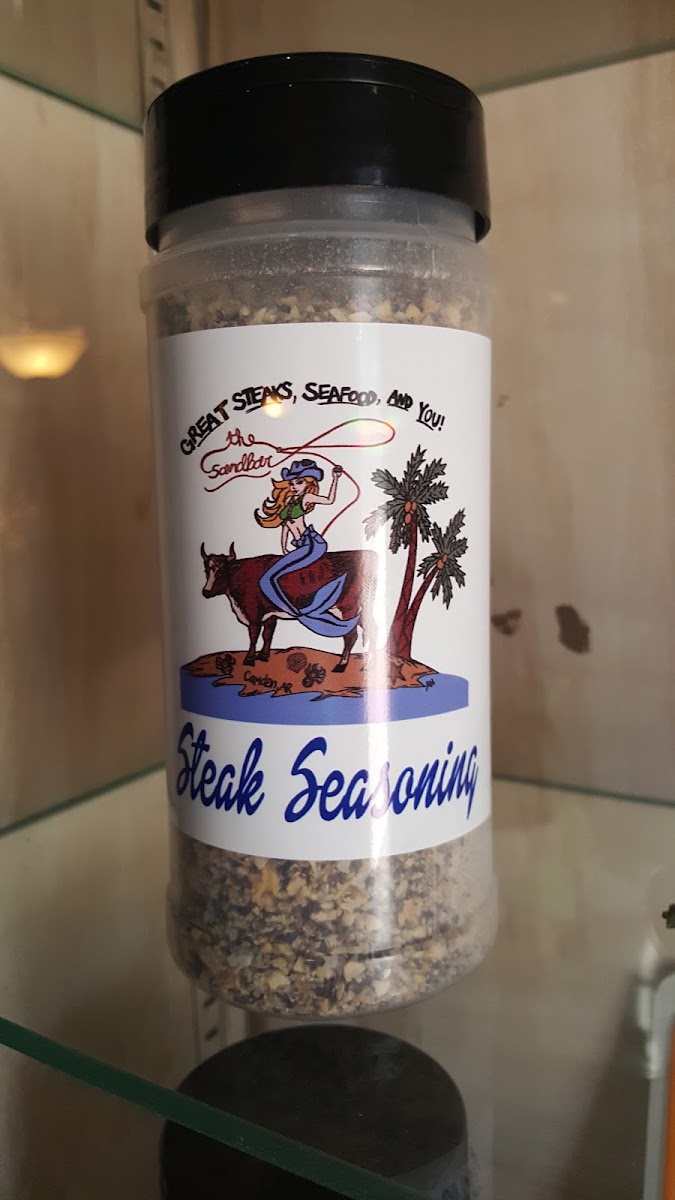 GREAT STEAKS, SEAFOOD, AND YOU!
the
Sandbar
Camden, AR
Steak Seasoning